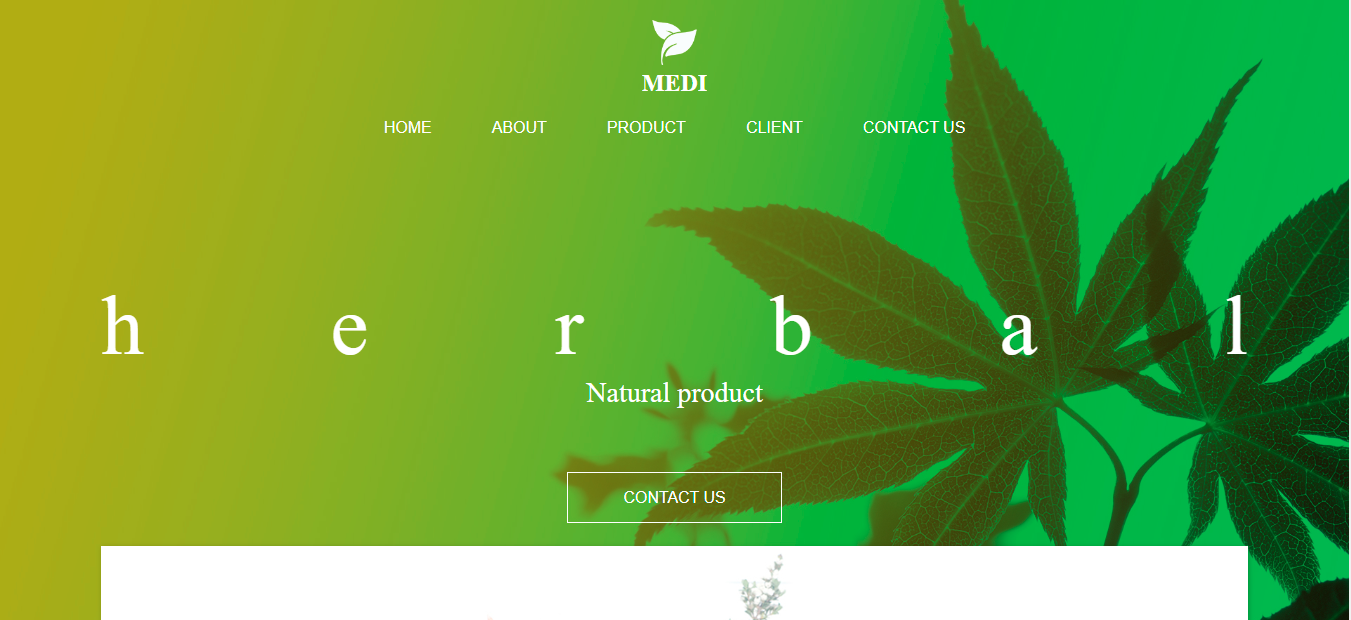 MEDI
HOME ABOUT PRODUCT CLIENT CONTACT US
h e r b a l
Natural product
CONTACT US